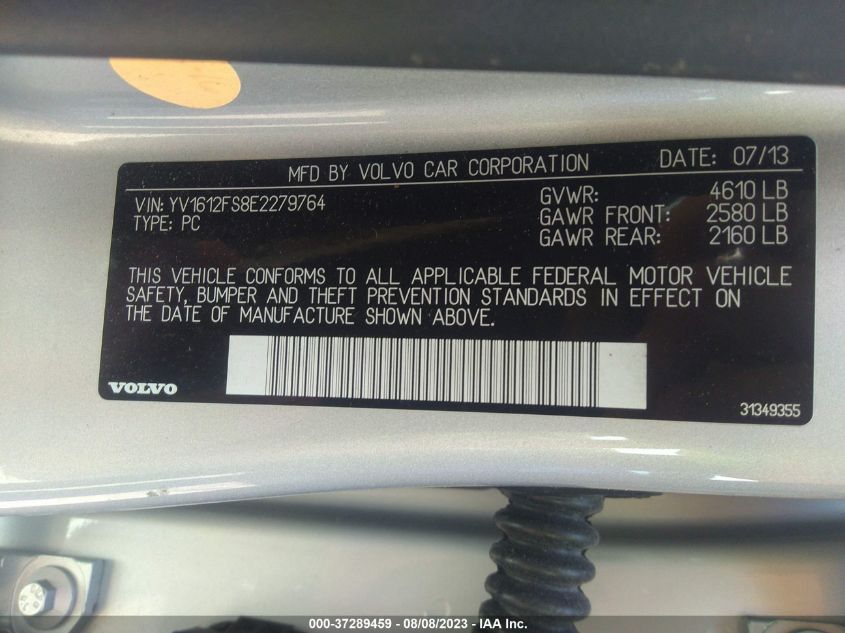 MFD BY VOLVO CAR CORPORATION DATE: 07/13
VIN: YV1612FS8E2279764
TYPE: PC
GVWR: 4610 LB
GAWR FRONT: 2580 LB
GAWR REAR: 2160 LB
THIS VEHICLE CONFORMS TO ALL APPLICABLE FEDERAL MOTOR VEHICLE
SAFETY, BUMPER AND THEFT PREVENTION STANDARDS IN EFFECT ON
THE DATE OF MANUFACTURE SHOWN ABOVE.
VOLVO
31349355
000-37289459 - 08/08/2023 - IAA Inc.